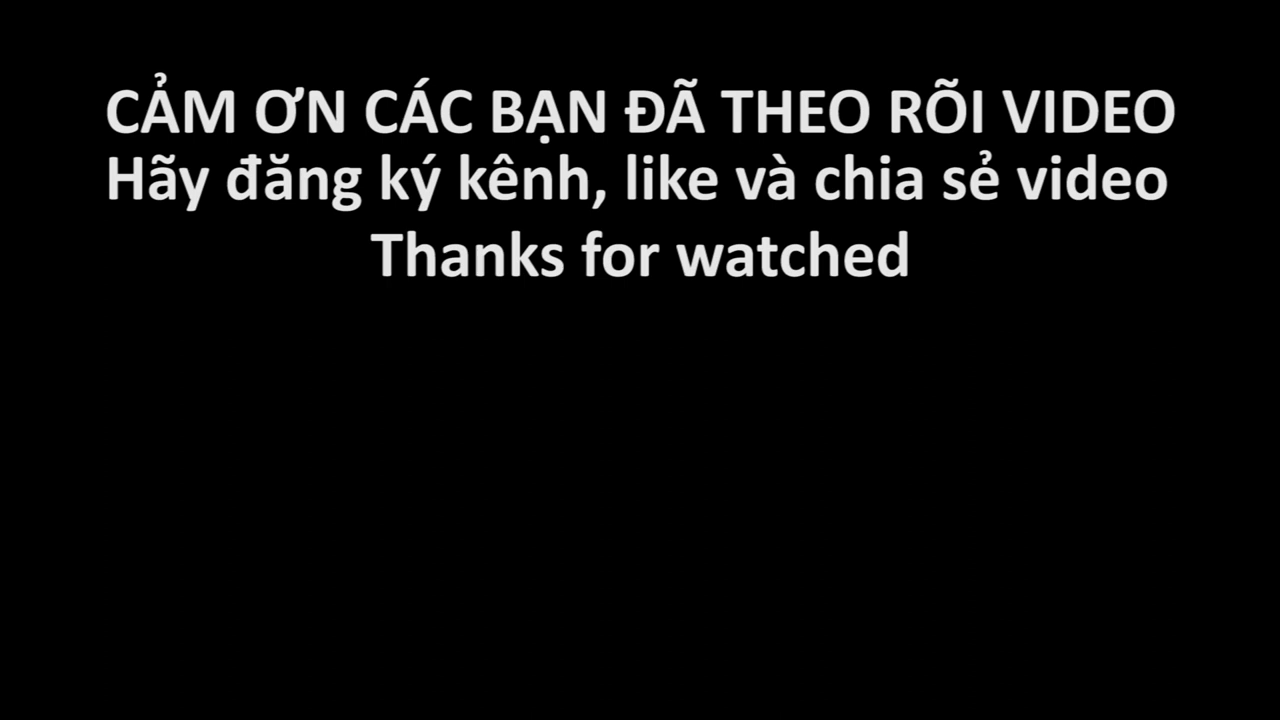 CẢM ƠN CÁC BẠN ĐÃ THEO RÕI VIDEO
Hãy đăng ký kênh, like và chia sẻ video
Thanks for watched